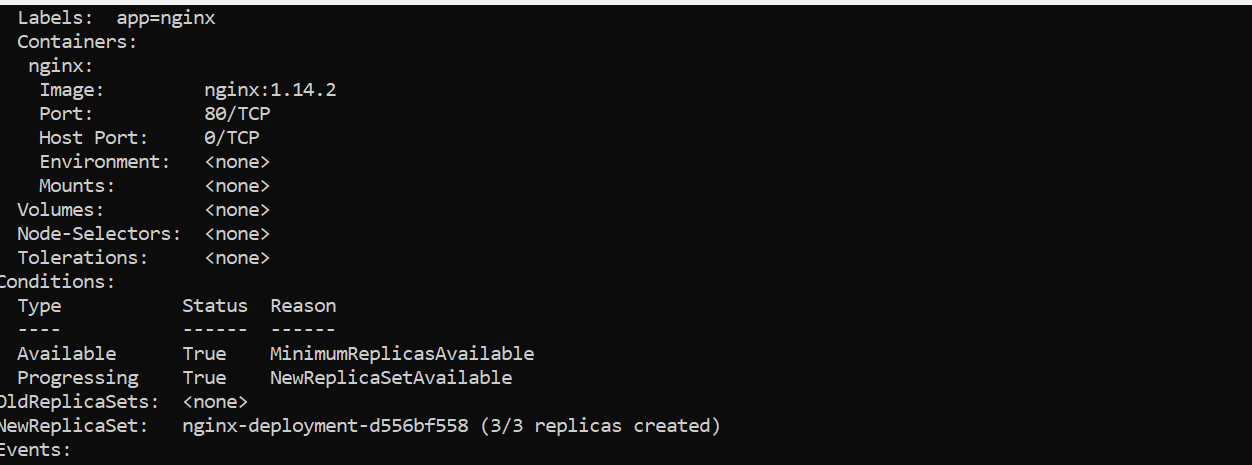 Labels:  app=nginx
Containers:
nginx:
Image:         nginx:1.14.2
Port:          80/TCP
Host Port:     0/TCP
Environment:   <none>
Mounts:        <none>
Volumes:         <none>
Node-Selectors:  <none>
Tolerations:     <none>
Conditions:
Type           Status  Reason
----           ------  ------
Available      True    MinimumReplicasAvailable
Progressing    True    NewReplicaSetAvailable
OldReplicaSets:  <none>
NewReplicaSet:   nginx-deployment-d556bf558 (3/3 replicas created)
Events: